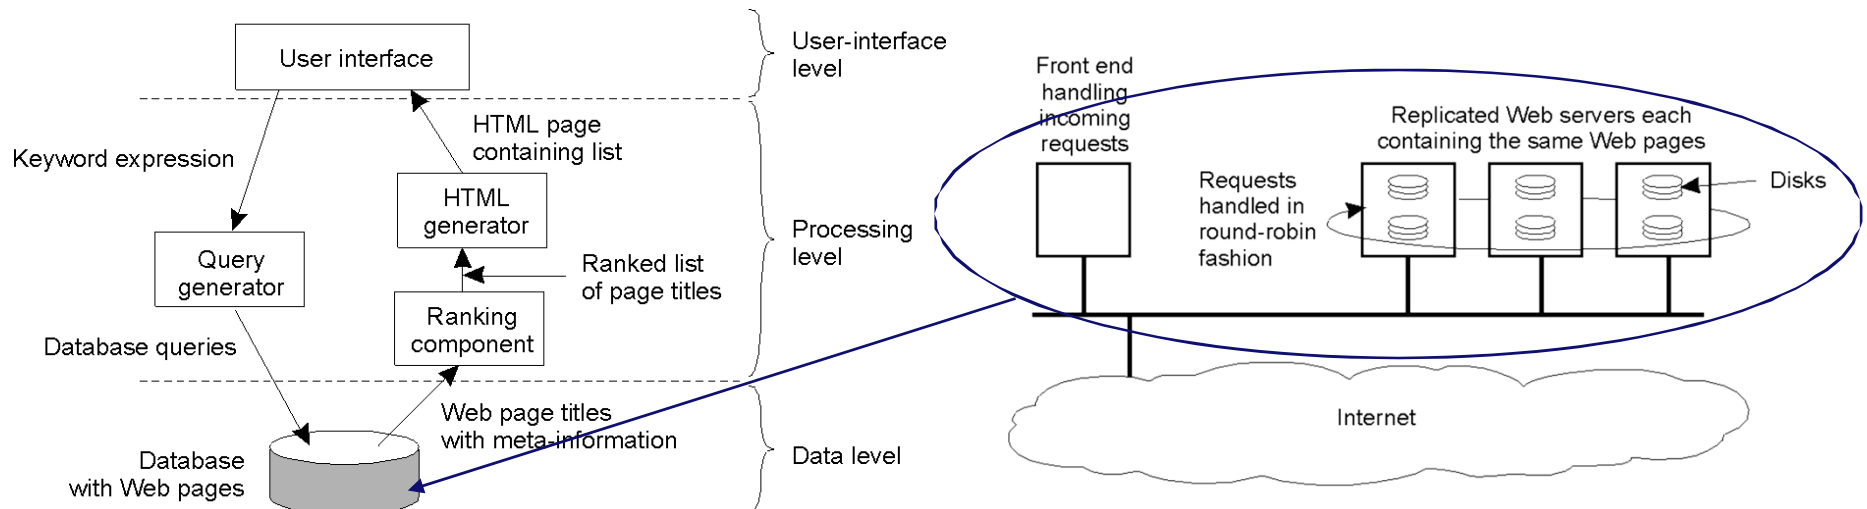 User interface
User-interface
level
Keyword expression
HTML page
containing list
HTML
generator
Query
generator
Ranked list
of page titles
Processing
level
Ranking
component
Database queries
Web page titles
with meta-information
Database
with Web pages
Data level
Front end
handling
incoming
requests
Replicated Web servers each
containing the same Web pages
Requests
handled in
round-robin
fashion
Disks
Internet